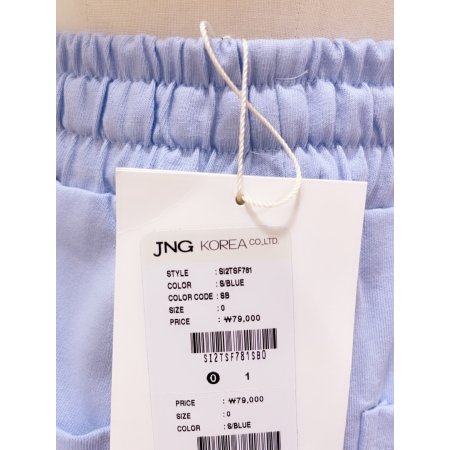 JNG KOREA CO.,LTD.
STYLE : SI2TSF781
COLOR : S/BLUE
COLOR CODE : SB
SIZE : 0
PRICE : ₩79,000
SI2TSF781SB0
0 1
PRICE : ₩79,000
SIZE : 0
COLOR : S/BLUE